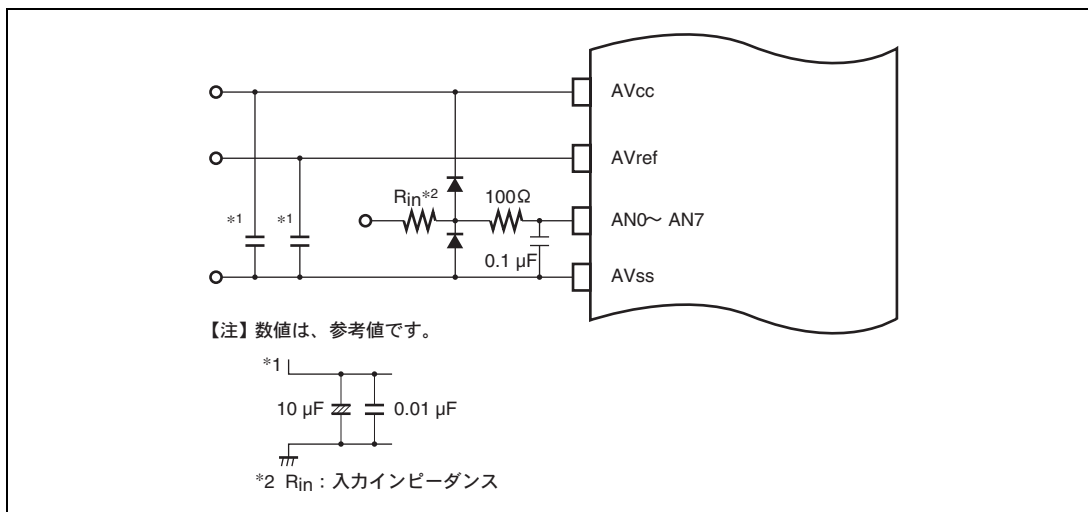 AVcc
AVref
Rin*2
100Ω
*1
*1
AN0～ AN7
0.1 μF
AVss
【注】数値は、参考値です。
*1
10 μF
0.01 μF
*2 Rin：入力インピーダンス